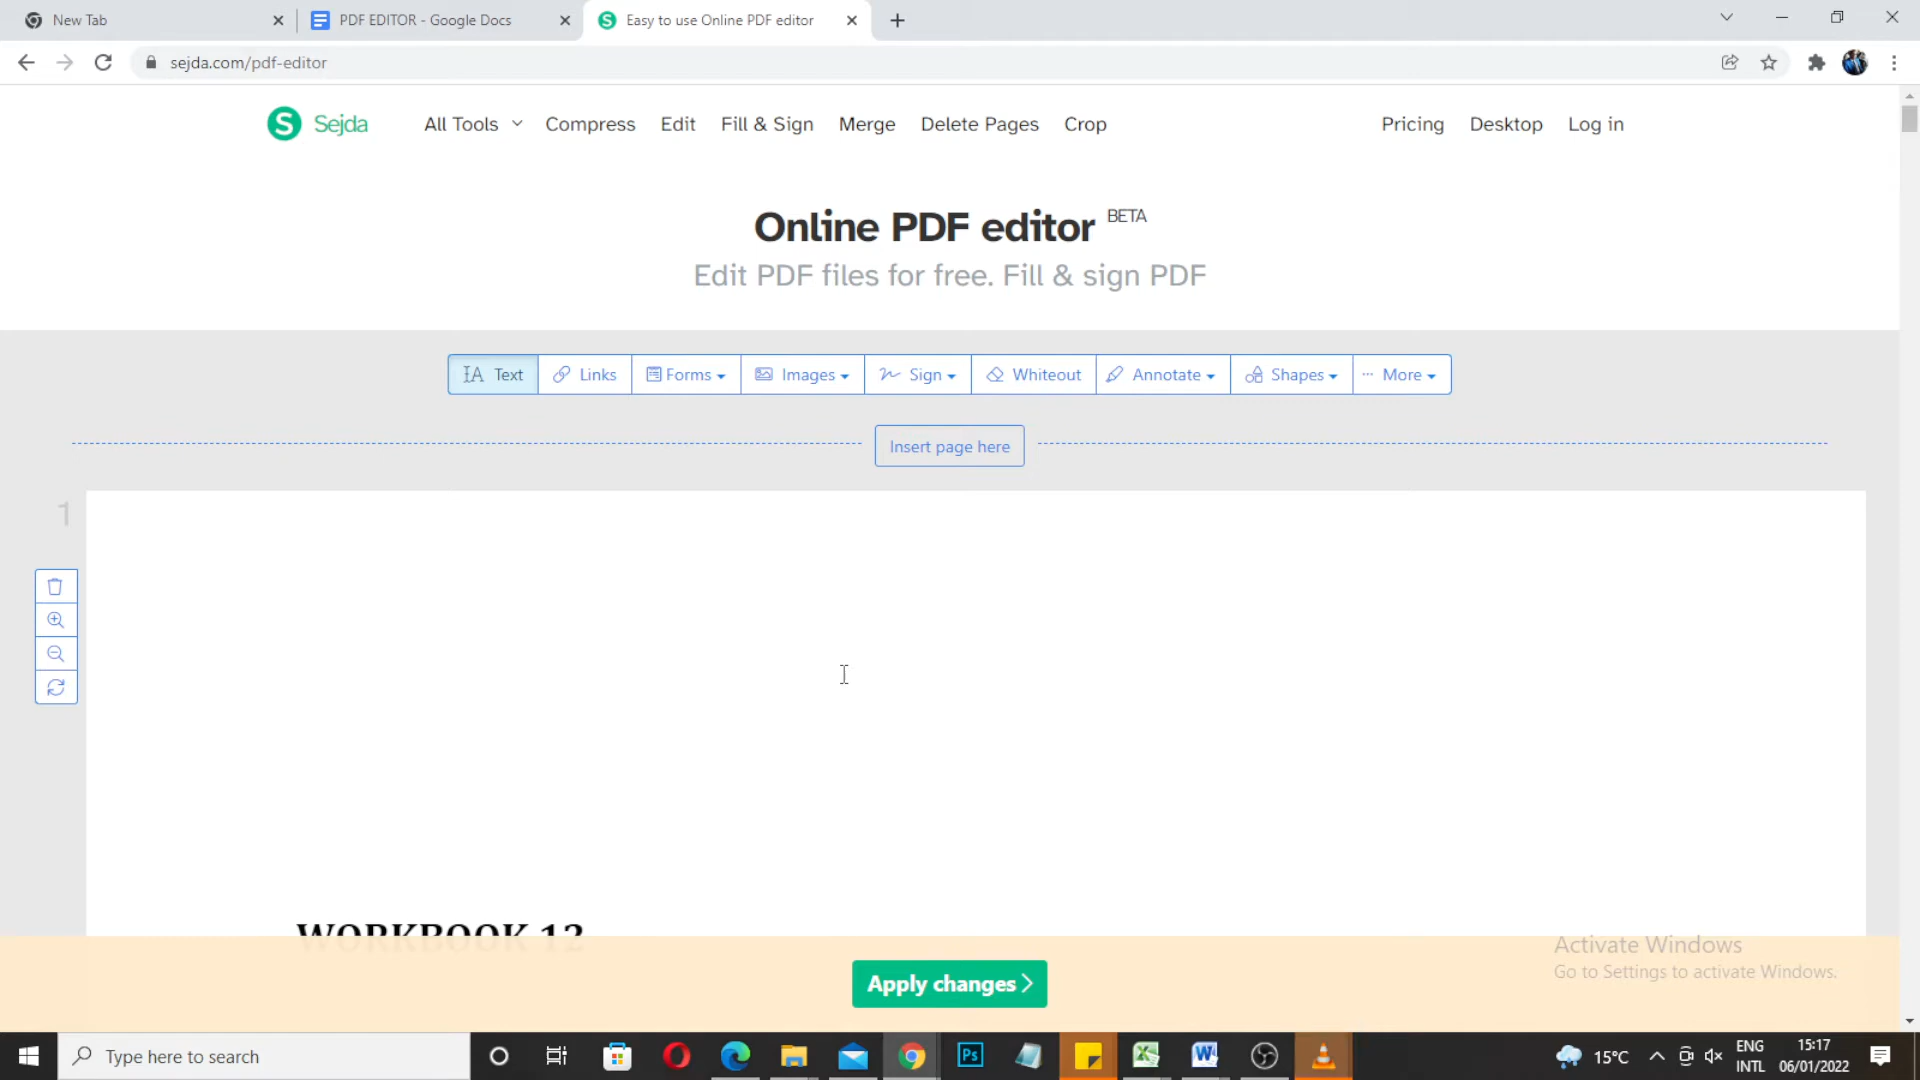 New Tab
PDF EDITOR - Google Docs
Easy to use Online PDF editor
sejda.com/pdf-editor
S Sejda
All Tools Compress Edit Fill & Sign Merge Delete Pages Crop Pricing Desktop Log in
Online PDF editor BETA
Edit PDF files for free. Fill & sign PDF
Text Links Forms Images Sign Whiteout Annotate Shapes More
Insert page here
1
WORKBOOK 12
Activate Windows
Go to Settings to activate Windows.
Apply changes
Type here to search
Ps
15°C
ENG
INTL
15:17
06/01/2022